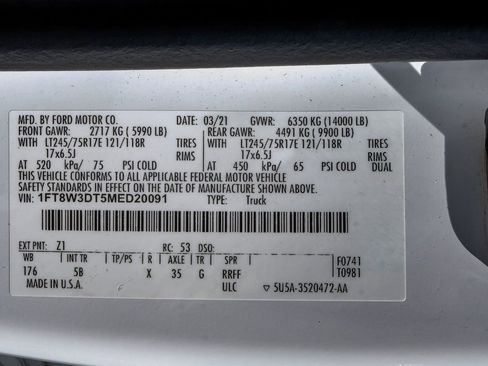 MFD. BY FORD MOTOR CO. DATE: 03/21 GVWR: 6350 KG (14000 LB)
FRONT GAWR: 2717 KG (5990 LB) REAR GAWR: 4491 KG (9900 LB)
WITH LT245/75R17E 121/118R TIRES WITH LT245/75R17E 121/118R TIRES
17x6.5J RIMS 17x6.5J RIMS
AT 520 kPa/ 75 PSI COLD AT 450 kPa/ 65 PSI COLD
THIS VEHICLE CONFORMS TO ALL APPLICABLE FEDERAL MOTOR VEHICLE
SAFETY STANDARDS IN EFFECT ON THE DATE OF MANUFACTURE SHOWN ABOVE.
VIN: 1FT8W3DT5MED20091 TYPE: Truck
EXT PNT: Z1 RC: 53 DSO:
WB INT TR TP/PS R AXLE TR SPR F0741
176 5B X 35 G RRFF T0981
MADE IN U.S.A. ULC ▽ 5U5A-3520472-AA